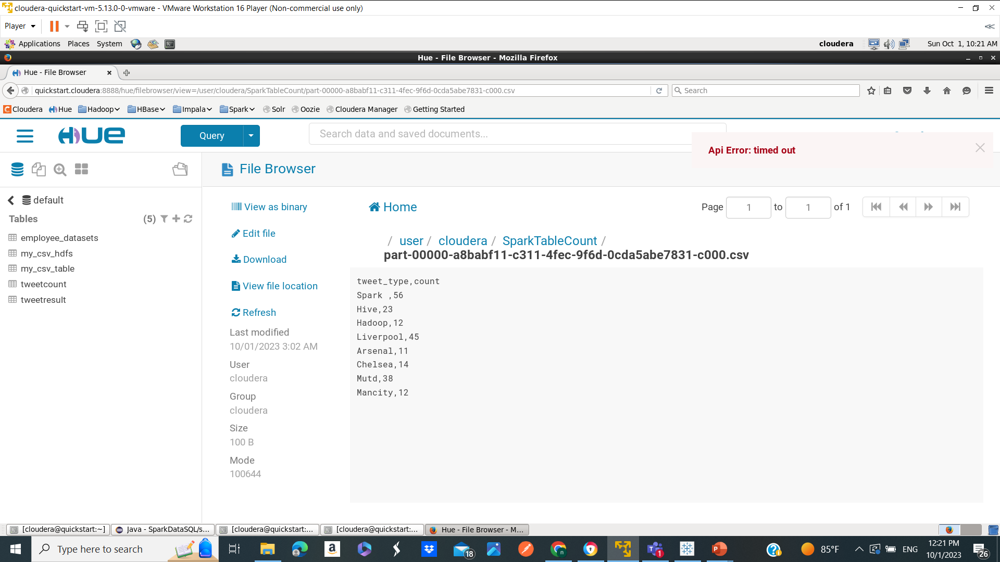 cloudera-quickstart-vm-5.13.0-0-vmware - VMware Workstation 16 Player (Non-commercial use only)
Player
Applications Places System cloudera Sun Oct 1, 10:21 AM
Hue - File Browser - Mozilla Firefox
Hue - File Browser
quickstart.cloudera:8888/hue/filebrowser/view=/user/cloudera/SparkTableCount/part-00000-a8babf11-c311-4fec-9f6d-0cda5abe7831-c000.csv Search
Cloudera Hue Hadoop HBase Impala Spark Solr Oozie Cloudera Manager Getting Started
HUE Query Search data and saved documents...
Api Error: timed out
File Browser
default
Tables (5)
employee_datasets
my_csv_hdfs
my_csv_table
tweetcount
tweetresult
View as binary
Edit file
Download
View file location
Refresh
Last modified
10/01/2023 3:02 AM
User
cloudera
Group
cloudera
Size
100 B
Mode
100644
Home Page 1 to 1 of 1
/ user / cloudera / SparkTableCount /
part-00000-a8babf11-c311-4fec-9f6d-0cda5abe7831-c000.csv
tweet_type,count
Spark ,56
Hive,23
Hadoop,12
Liverpool,45
Arsenal,11
Chelsea,14
Mutd,38
Mancity,12
[cloudera@quickstart:~] Java - SparkDataSQL/s... [cloudera@quickstart:... [cloudera@quickstart:... Hue - File Browser - M...
Type here to search 18 1 85°F ENG 12:21 PM
10/1/2023 26